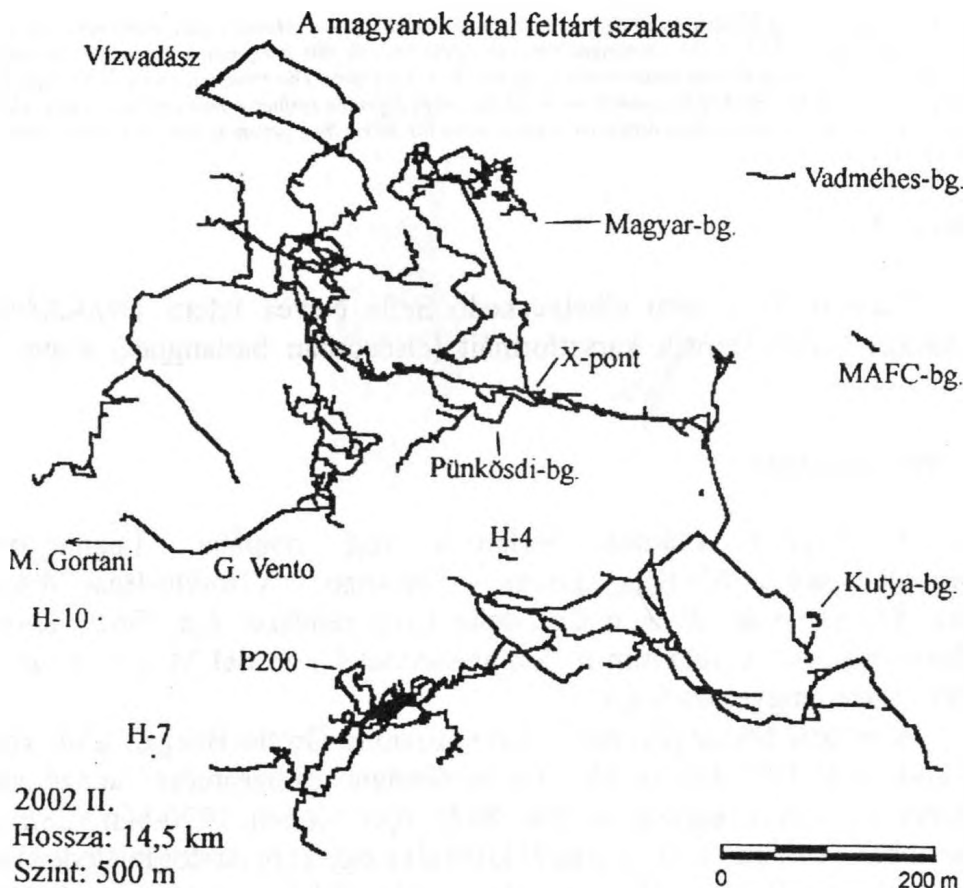 A magyarok által feltárt szakasz
Vízvadász
Vadméhes-bg.
Magyar-bg.
X-pont
MAFC-bg.
Pünkösdi-bg.
H-4
M. Gortani
G. Vento
Kutya-bg.
H-10
P200
H-7
2002 II.
Hossza: 14,5 km
Szint: 500 m
0
200 m